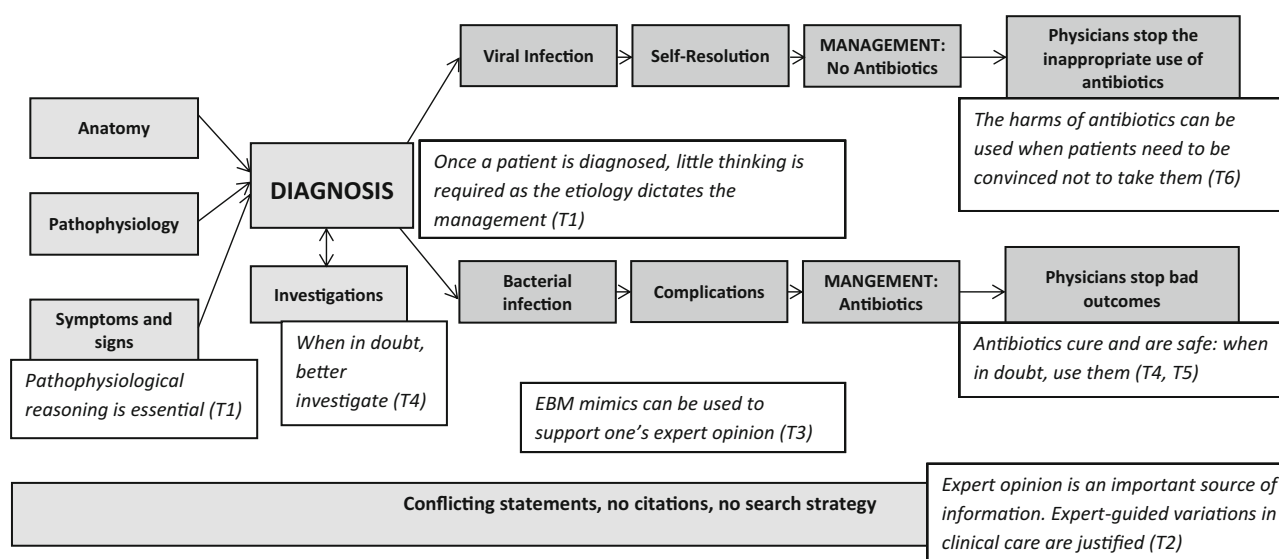 Viral Infection
Self-Resolution
MANAGEMENT:
No Antibiotics
Physicians stop the
inappropriate use of
antibiotics
The harms of antibiotics can be
used when patients need to be
convinced not to take them (T6)
Anatomy
Pathophysiology
Symptoms and
signs
Pathophysiological
reasoning is essential (T1)
DIAGNOSIS
Once a patient is diagnosed, little thinking is
required as the etiology dictates the
management (T1)
Investigations
When in doubt,
better
investigate (T4)
Bacterial
infection
Complications
MANGEMENT:
Antibiotics
Physicians stop bad
outcomes
Antibiotics cure and are safe: when
in doubt, use them (T4, T5)
EBM mimics can be used to
support one’s expert opinion (T3)
Conflicting statements, no citations, no search strategy
Expert opinion is an important source of
information. Expert-guided variations in
clinical care are justified (T2)